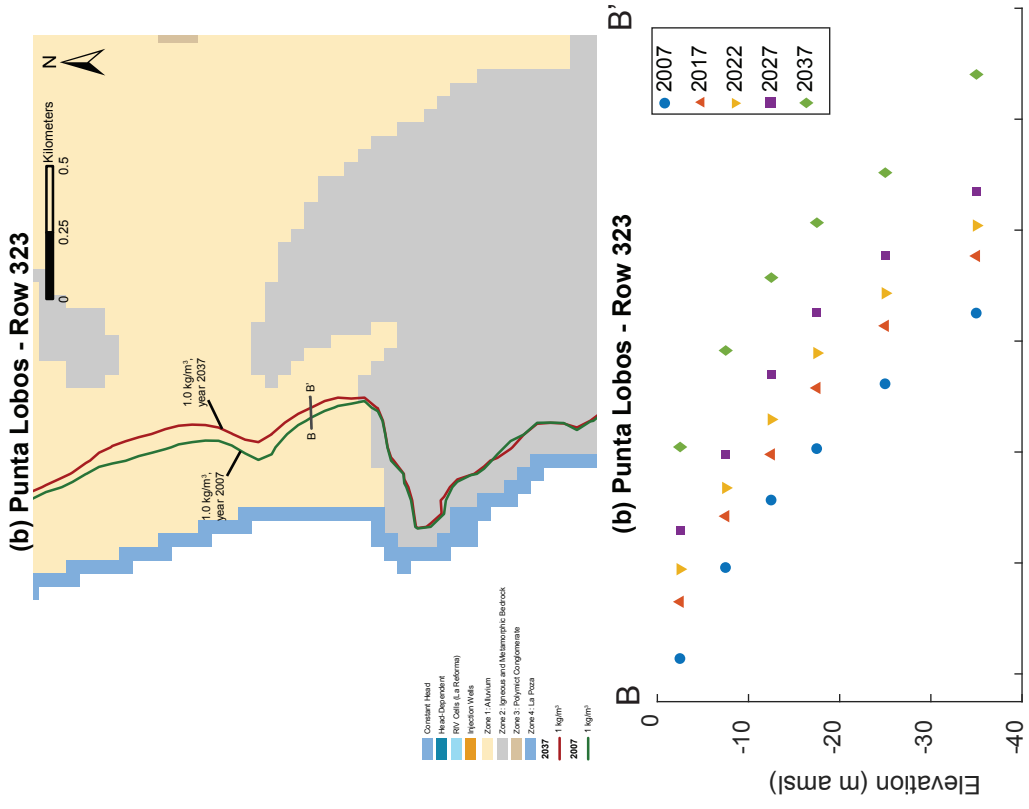 (b) Punta Lobos - Row 323
N
Kilometers
0 0.25 0.5
1.0 kg/m³,
year 2037
1.0 kg/m³,
year 2007
B B'
Constant Head
Head-Dependent
RIV Cells (La Reforma)
Injection Wells
Zone 1: Alluvium
Zone 2: Igneous and Metamorphic Bedrock
Zone 3: Polymict Conglomerate
Zone 4: La Poza
2037
1 kg/m³
2007
1 kg/m³
(b) Punta Lobos - Row 323
B B'
2007
2017
2022
2027
2037
0
-10
-20
-30
-40
Elevation (m amsl)